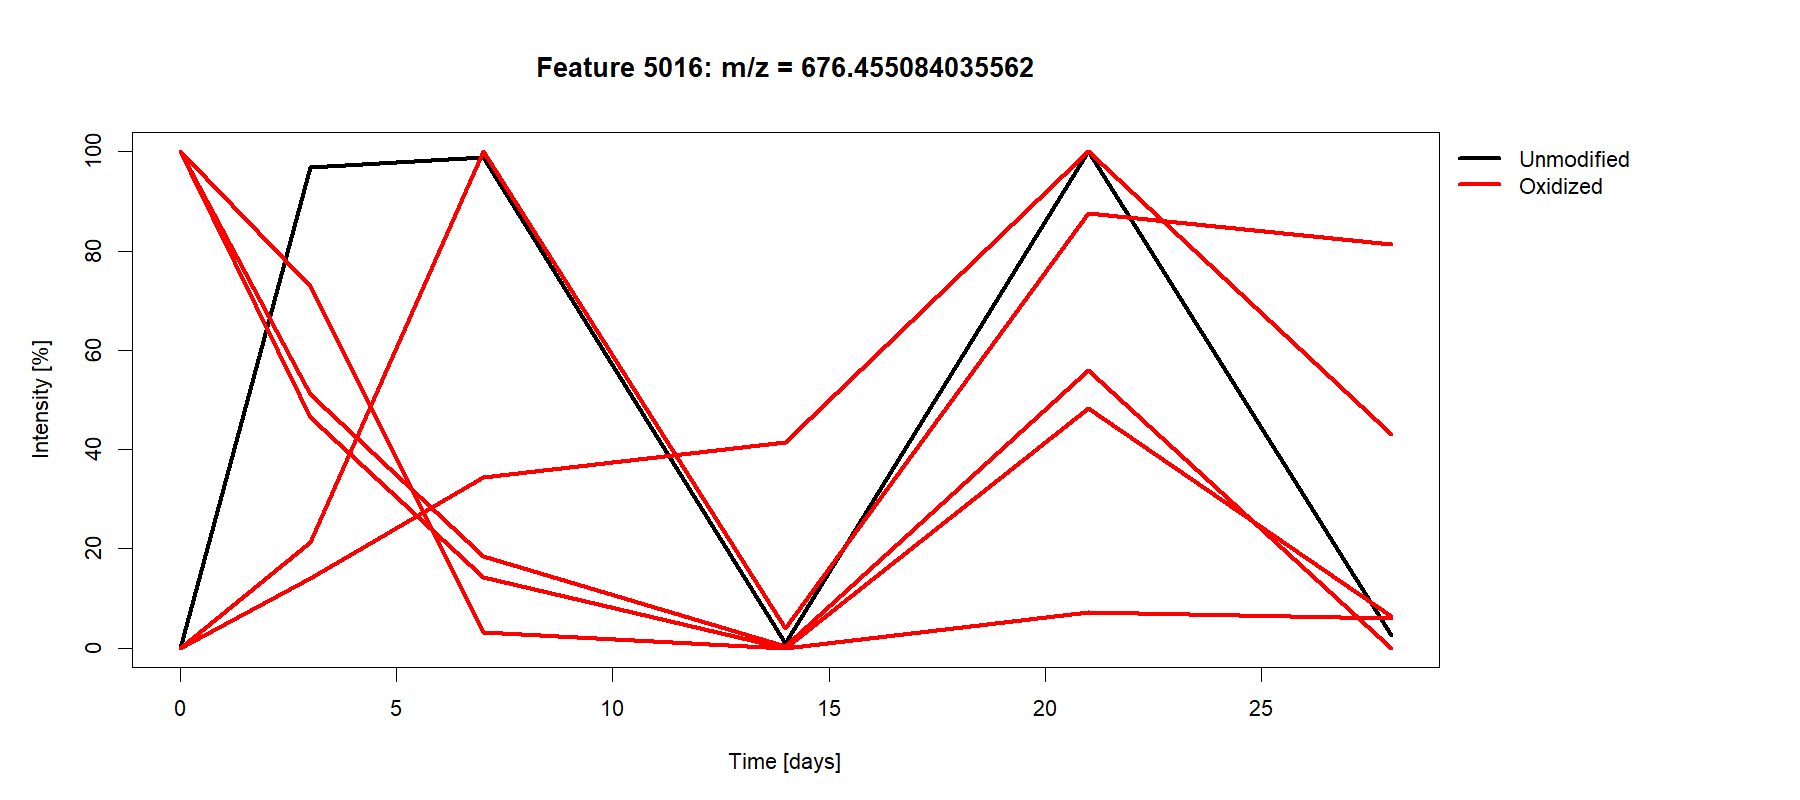 Feature 5016: m/z = 676.455084035562
Unmodified
Oxidized
Intensity [%]
100
80
60
40
20
0
0 5 10 15 20 25
Time [days]